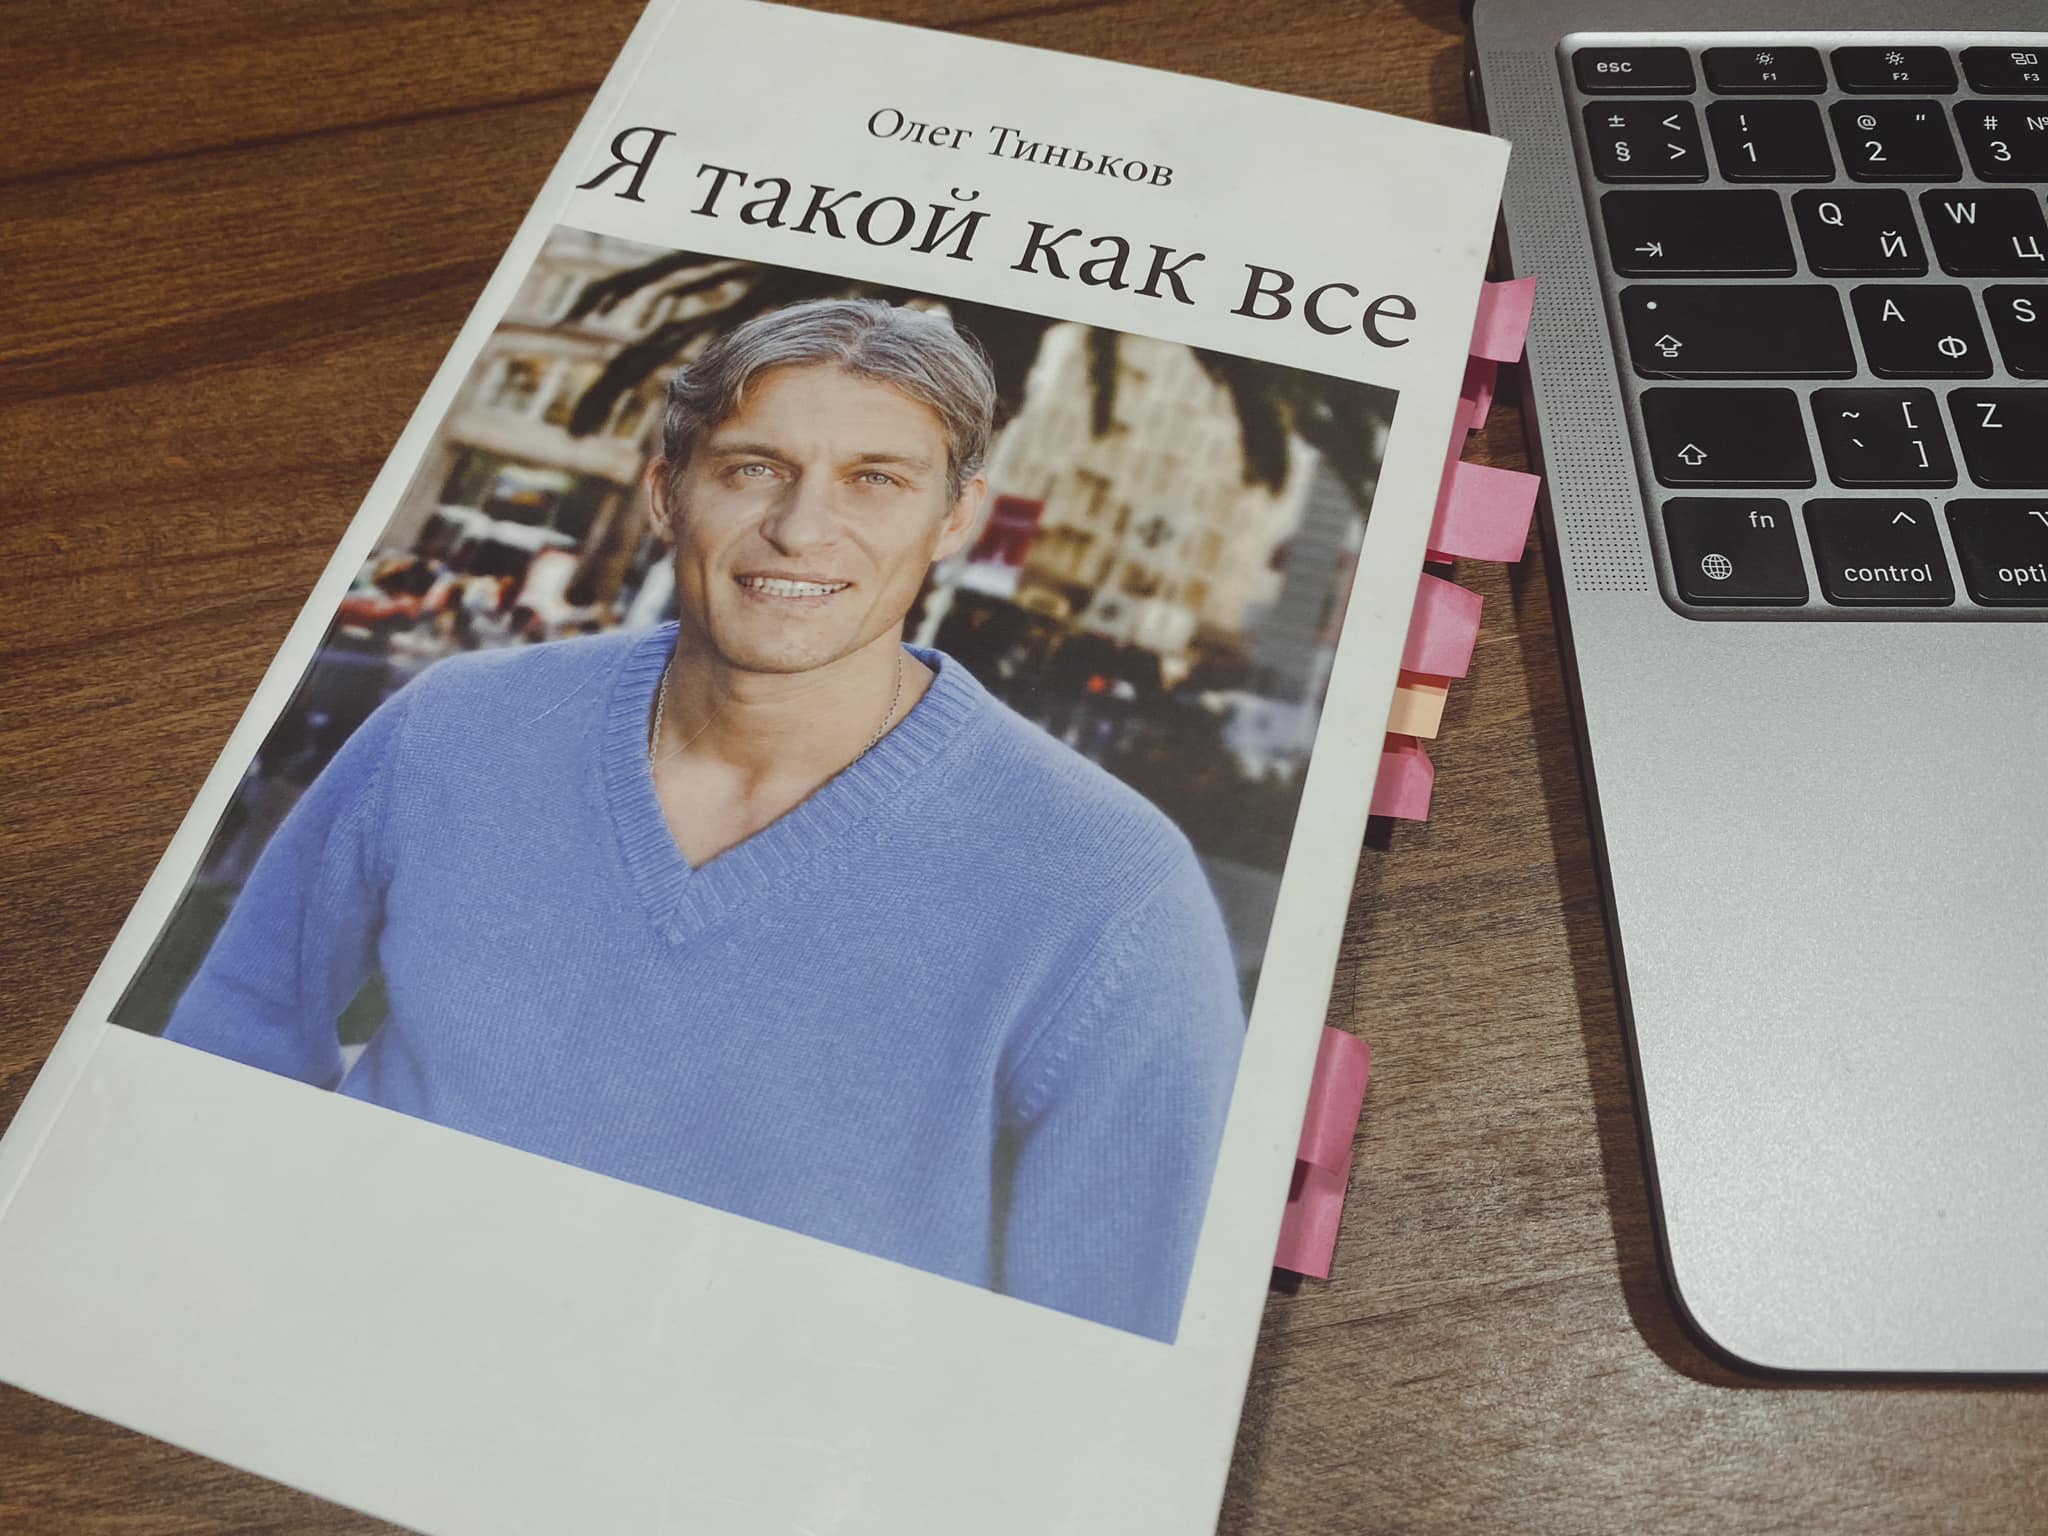 Олег Тиньков
Я такой как все
esc F1 F2 F3
± < § > ! 1 @ " 2 # № 3
Q Й W Ц
A Ф S
~ [ ` ] Z
fn control